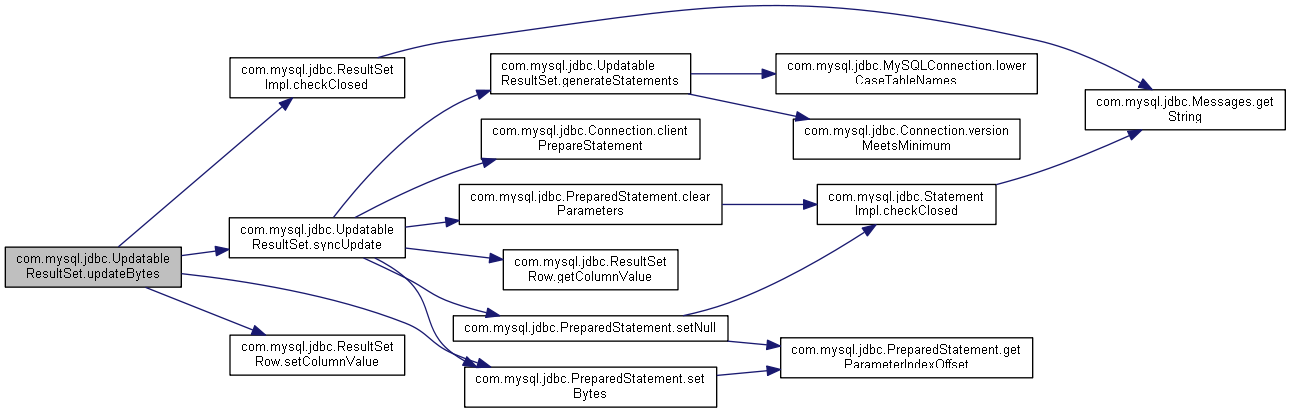 com.mysql.jdbc.Updatable
ResultSet.updateBytes
com.mysql.jdbc.ResultSet
Impl.checkClosed
com.mysql.jdbc.Updatable
ResultSet.syncUpdate
com.mysql.jdbc.ResultSet
Row.setColumnValue
com.mysql.jdbc.Updatable
ResultSet.generateStatements
com.mysql.jdbc.Connection.client
PrepareStatement
com.mysql.jdbc.PreparedStatement.clear
Parameters
com.mysql.jdbc.ResultSet
Row.getColumnValue
com.mysql.jdbc.PreparedStatement.setNull
com.mysql.jdbc.PreparedStatement.set
Bytes
com.mysql.jdbc.MySQLConnection.lower
CaseTableNames
com.mysql.jdbc.Connection.version
MeetsMinimum
com.mysql.jdbc.Statement
Impl.checkClosed
com.mysql.jdbc.PreparedStatement.get
ParameterIndexOffset
com.mysql.jdbc.Messages.get
String